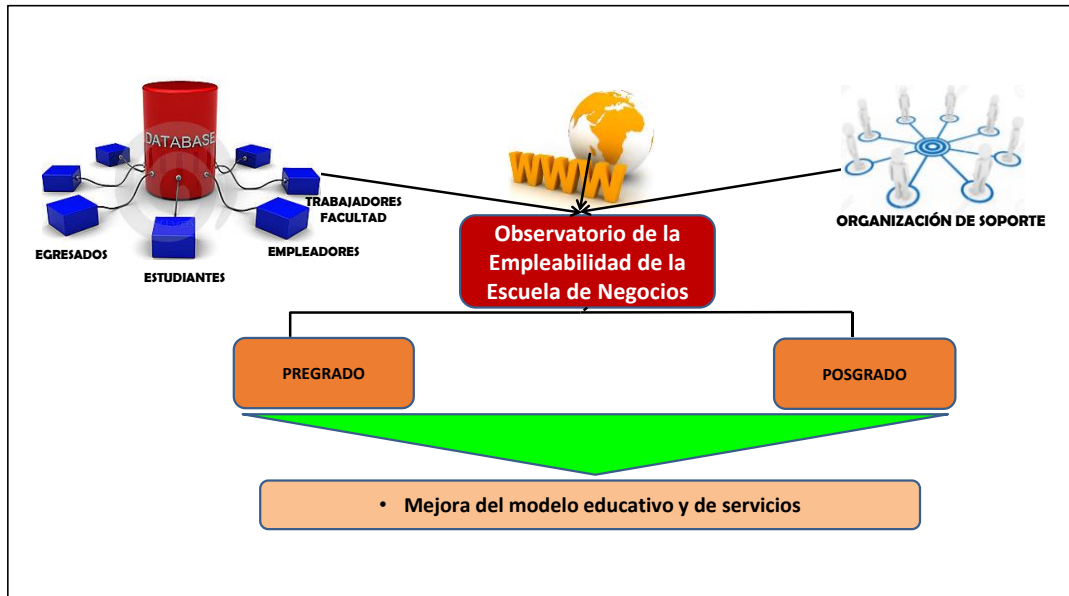 DATABASE
TRABAJADORES
FACULTAD
EMPLEADORES
EGRESADOS
ESTUDIANTES
WWW
ORGANIZACIÓN DE SOPORTE
Observatorio de la
Empleabilidad de la
Escuela de Negocios
PREGRADO
POSGRADO
• Mejora del modelo educativo y de servicios